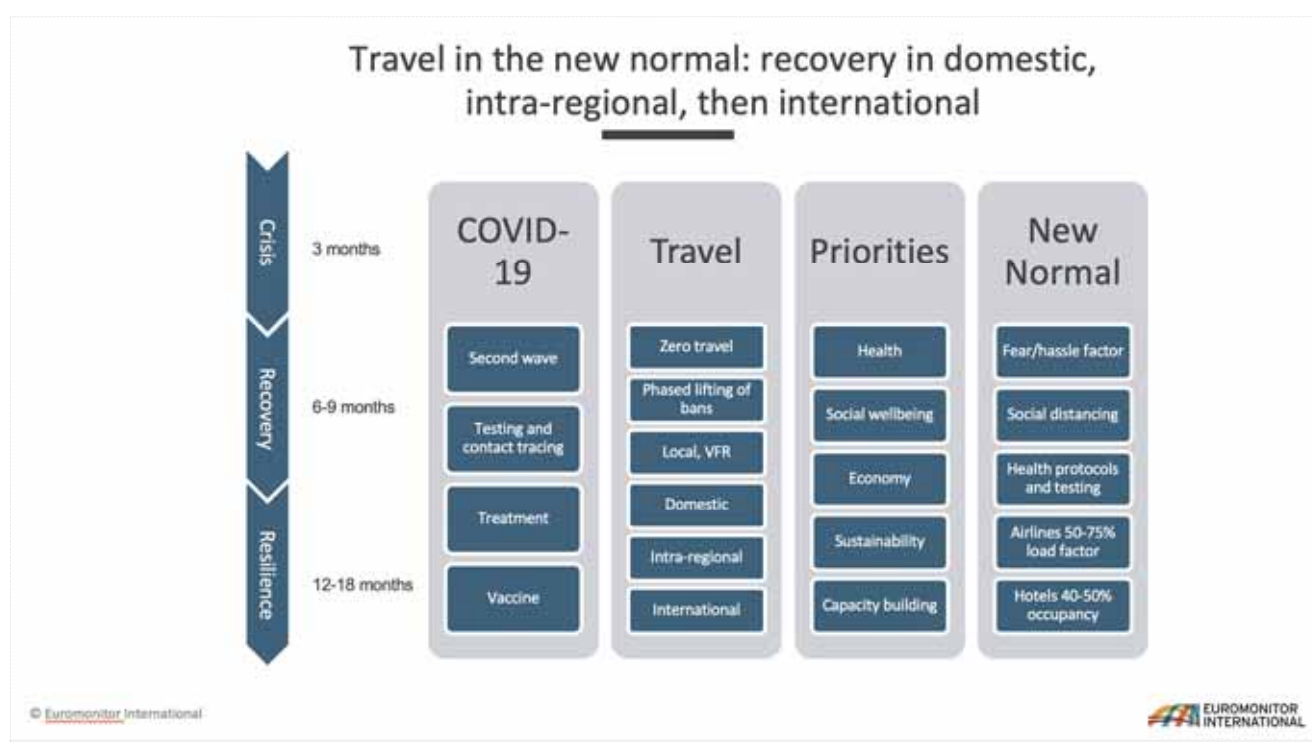 Travel in the new normal: recovery in domestic,
intra-regional, then international
Crisis
3 months
Recovery
6-9 months
Resilience
12-18 months
COVID-
19
Second wave
Testing and
contact tracing
Treatment
Vaccine
Travel
Zero travel
Phased lifting of
bans
Local, VFR
Domestic
Intra-regional
International
Priorities
Health
Social wellbeing
Economy
Sustainability
Capacity building
New
Normal
Fear/hassle factor
Social distancing
Health protocols
and testing
Airlines 50-75%
load factor
Hotels 40-50%
occupancy
© Euromonitor International
EUROMONITOR
INTERNATIONAL